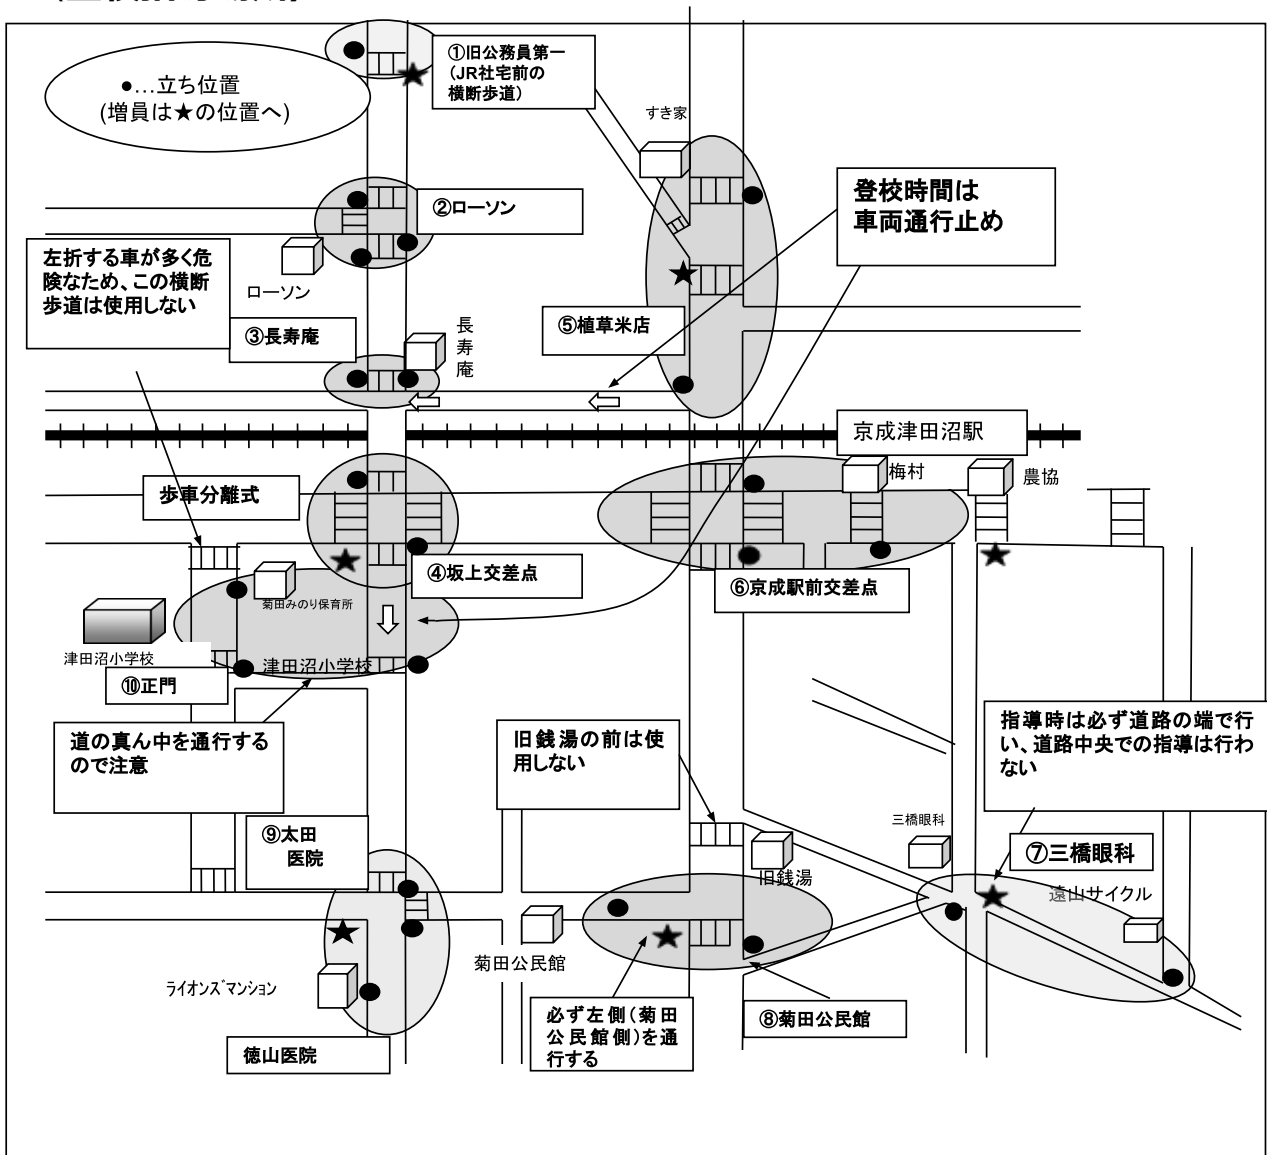 ●…立ち位置
(増員は★の位置へ)
①旧公務員第一
(JR社宅前の
横断歩道)
すき家
登校時間は
車両通行止め
②ローソン
左折する車が多く危
険なため、この横断
歩道は使用しない
ローソン
③長寿庵
長
寿
庵
⑤植草米店
京成津田沼駅
梅村
農協
歩車分離式
④坂上交差点
⑥京成駅前交差点
菊田みのり保育所
津田沼小学校
津田沼小学校
⑩正門
道の真ん中を通行する
ので注意
旧銭湯の前は使
用しない
指導時は必ず道路の端で行
い、道路中央での指導は行わ
ない
⑨太田
医院
三橋眼科
⑦三橋眼科
旧銭湯
遠山サイクル
菊田公民館
ライオンズマンション
必ず左側(菊田
公民館側)を通
行する
⑧菊田公民館
徳山医院